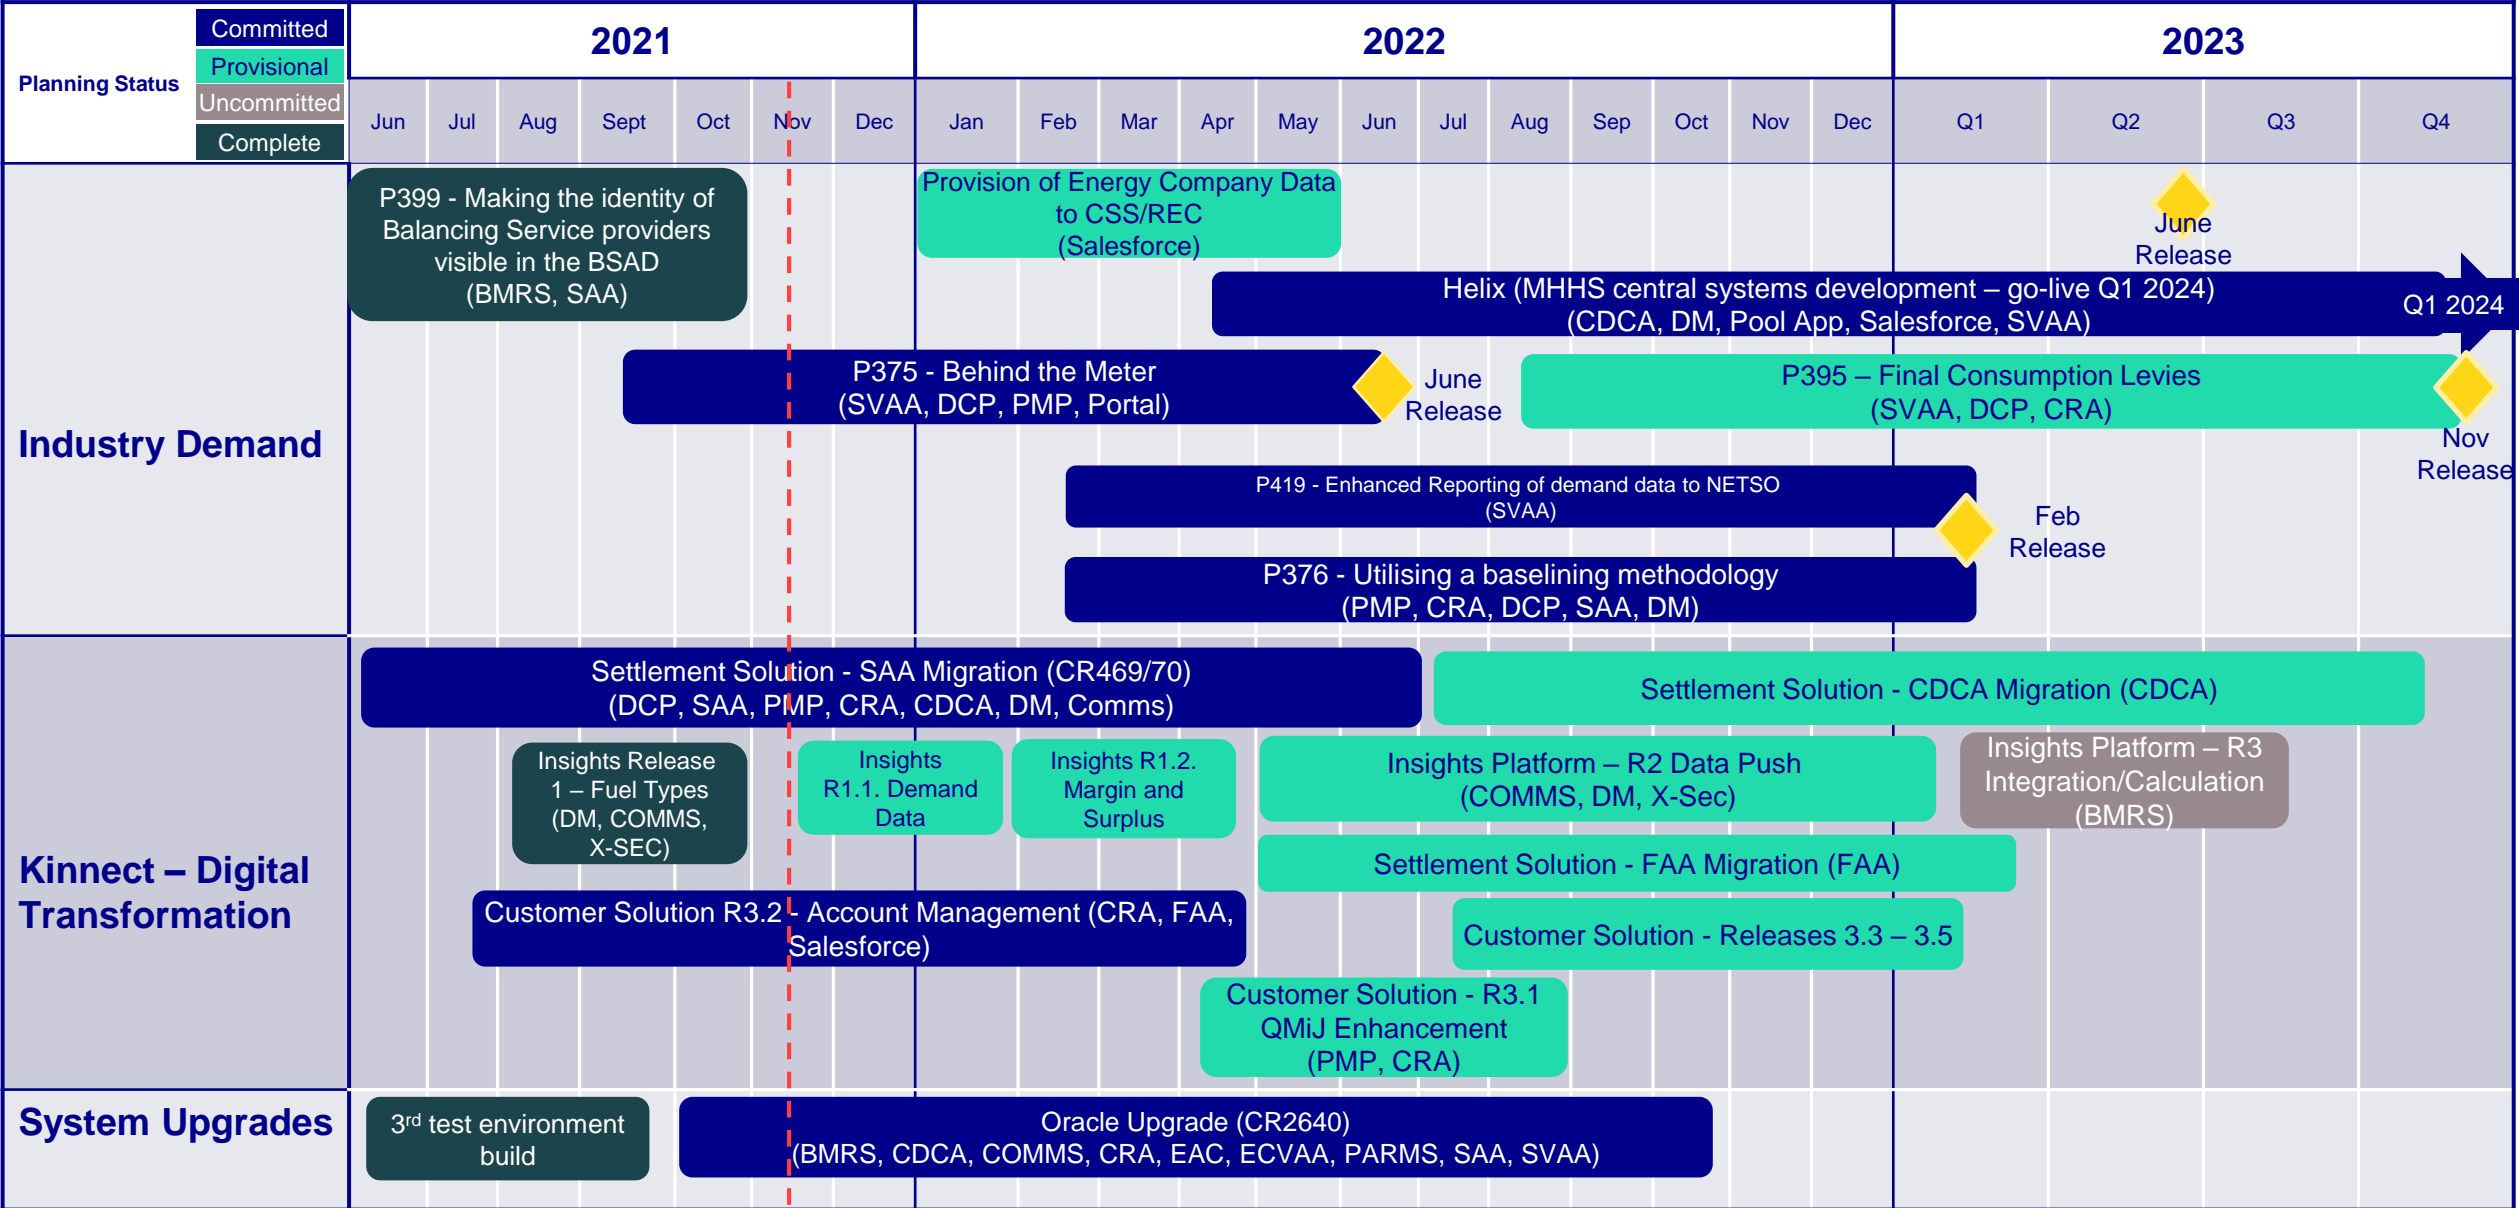 Planning Status
Committed
Provisional
Uncommitted
Complete
2021
2022
2023
Jun
Jul
Aug
Sept
Oct
Nov
Dec
Jan
Feb
Mar
Apr
May
Jun
Jul
Aug
Sep
Oct
Nov
Dec
Q1
Q2
Q3
Q4
Industry Demand
P399 - Making the identity of
Balancing Service providers
visible in the BSAD
(BMRS, SAA)
Provision of Energy Company Data
to CSS/REC
(Salesforce)
June
Release
Helix (MHHS central systems development – go-live Q1 2024)
(CDCA, DM, Pool App, Salesforce, SVAA)
Q1 2024
P375 - Behind the Meter
(SVAA, DCP, PMP, Portal)
June
Release
P395 – Final Consumption Levies
(SVAA, DCP, CRA)
Nov
Release
P419 - Enhanced Reporting of demand data to NETSO
(SVAA)
Feb
Release
P376 - Utilising a baselining methodology
(PMP, CRA, DCP, SAA, DM)
Kinnect – Digital
Transformation
Settlement Solution - SAA Migration (CR469/70)
(DCP, SAA, PMP, CRA, CDCA, DM, Comms)
Settlement Solution - CDCA Migration (CDCA)
Insights Release
1 – Fuel Types
(DM, COMMS,
X-SEC)
Insights
R1.1. Demand
Data
Insights R1.2.
Margin and
Surplus
Insights Platform – R2 Data Push
(COMMS, DM, X-Sec)
Insights Platform – R3
Integration/Calculation
(BMRS)
Settlement Solution - FAA Migration (FAA)
Customer Solution R3.2 - Account Management (CRA, FAA,
Salesforce)
Customer Solution - Releases 3.3 – 3.5
Customer Solution - R3.1
QMiJ Enhancement
(PMP, CRA)
System Upgrades
3rd test environment
build
Oracle Upgrade (CR2640)
(BMRS, CDCA, COMMS, CRA, EAC, ECVAA, PARMS, SAA, SVAA)